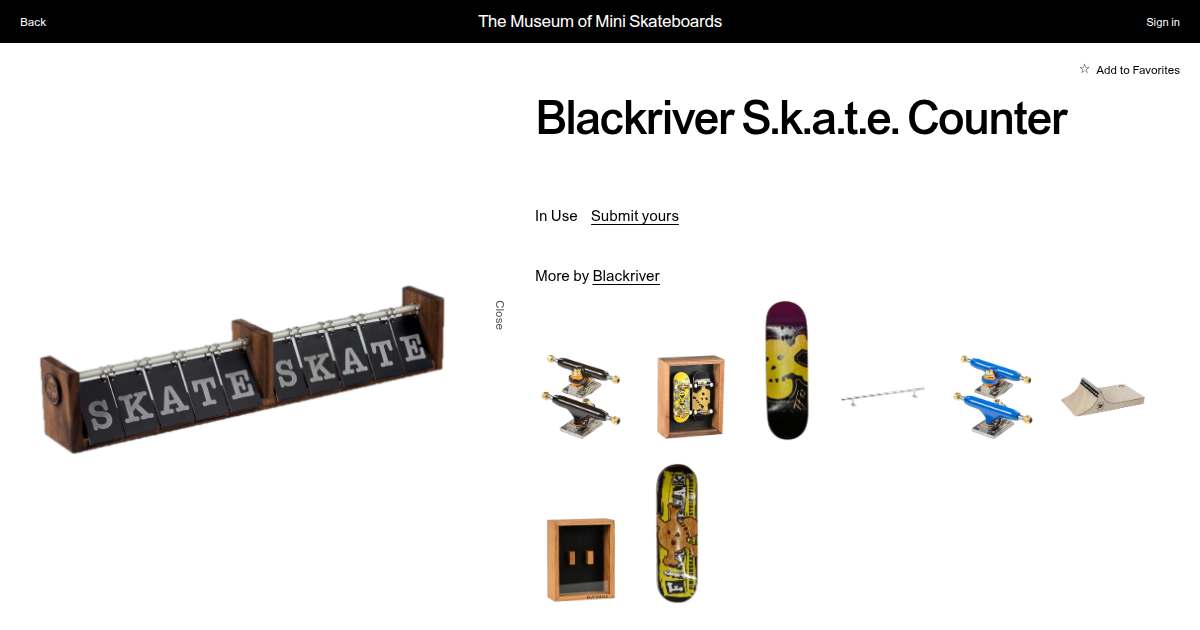 Back
The Museum of Mini Skateboards
Sign in
☆ Add to Favorites
Blackriver S.k.a.t.e. Counter
In Use Submit yours
More by Blackriver
Close
SKATE SKATE